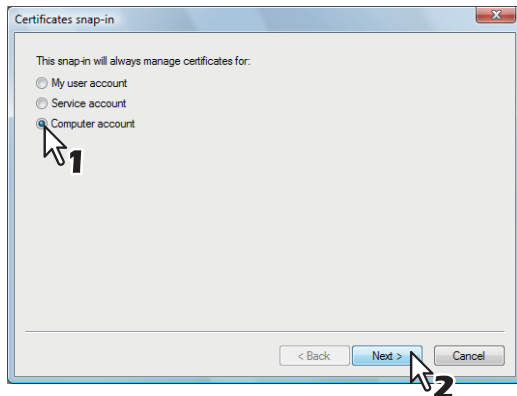 Certificates snap-in
This snap-in will always manage certificates for:
My user account
Service account
Computer account
1
< Back Next > Cancel
2